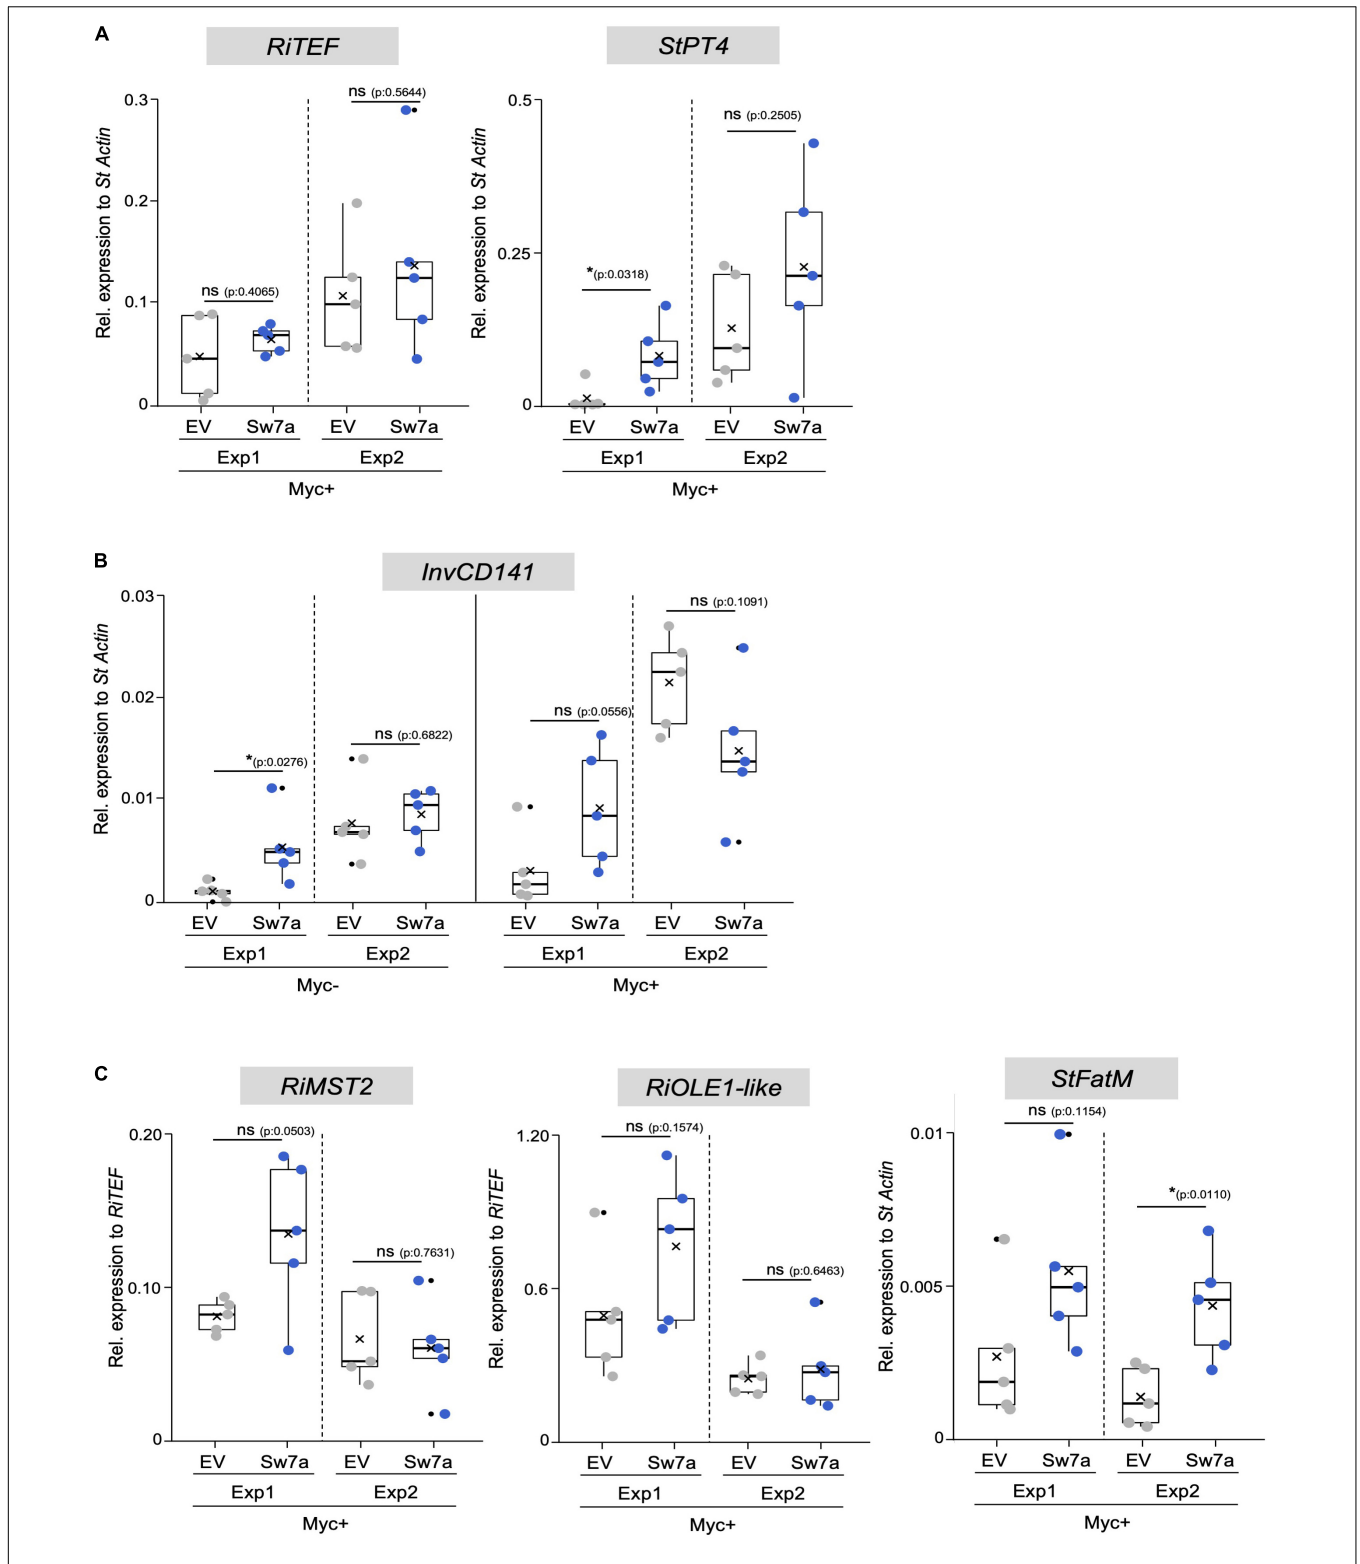 A
RiTEF
StPT4
Rel. expression to St Actin
0.3
0.2
0.1
0
ns (p:0.4065)
ns (p:0.5644)
EV Sw7a EV Sw7a
Exp1 Exp2
Myc+
Rel. expression to St Actin
0.5
0.25
0
*(p:0.0318)
ns (p:0.2505)
EV Sw7a EV Sw7a
Exp1 Exp2
Myc+
B
InvCD141
Rel. expression to St Actin
0.03
0.02
0.01
0
*(p:0.0276)
ns (p:0.6822)
ns (p:0.0556)
ns (p:0.1091)
EV Sw7a EV Sw7a EV Sw7a EV Sw7a
Exp1 Exp2 Exp1 Exp2
Myc- Myc+
C
RiMST2
RiOLE1-like
StFatM
Rel. expression to RiTEF
0.20
0.10
0
ns (p:0.0503)
ns (p:0.7631)
EV Sw7a EV Sw7a
Exp1 Exp2
Myc+
Rel. expression to RiTEF
1.20
0.6
0
ns (p:0.1574)
ns (p:0.6463)
EV Sw7a EV Sw7a
Exp1 Exp2
Myc+
Rel. expression to St Actin
0.01
0.005
0
ns (p:0.1154)
*(p:0.0110)
EV Sw7a EV Sw7a
Exp1 Exp2
Myc+